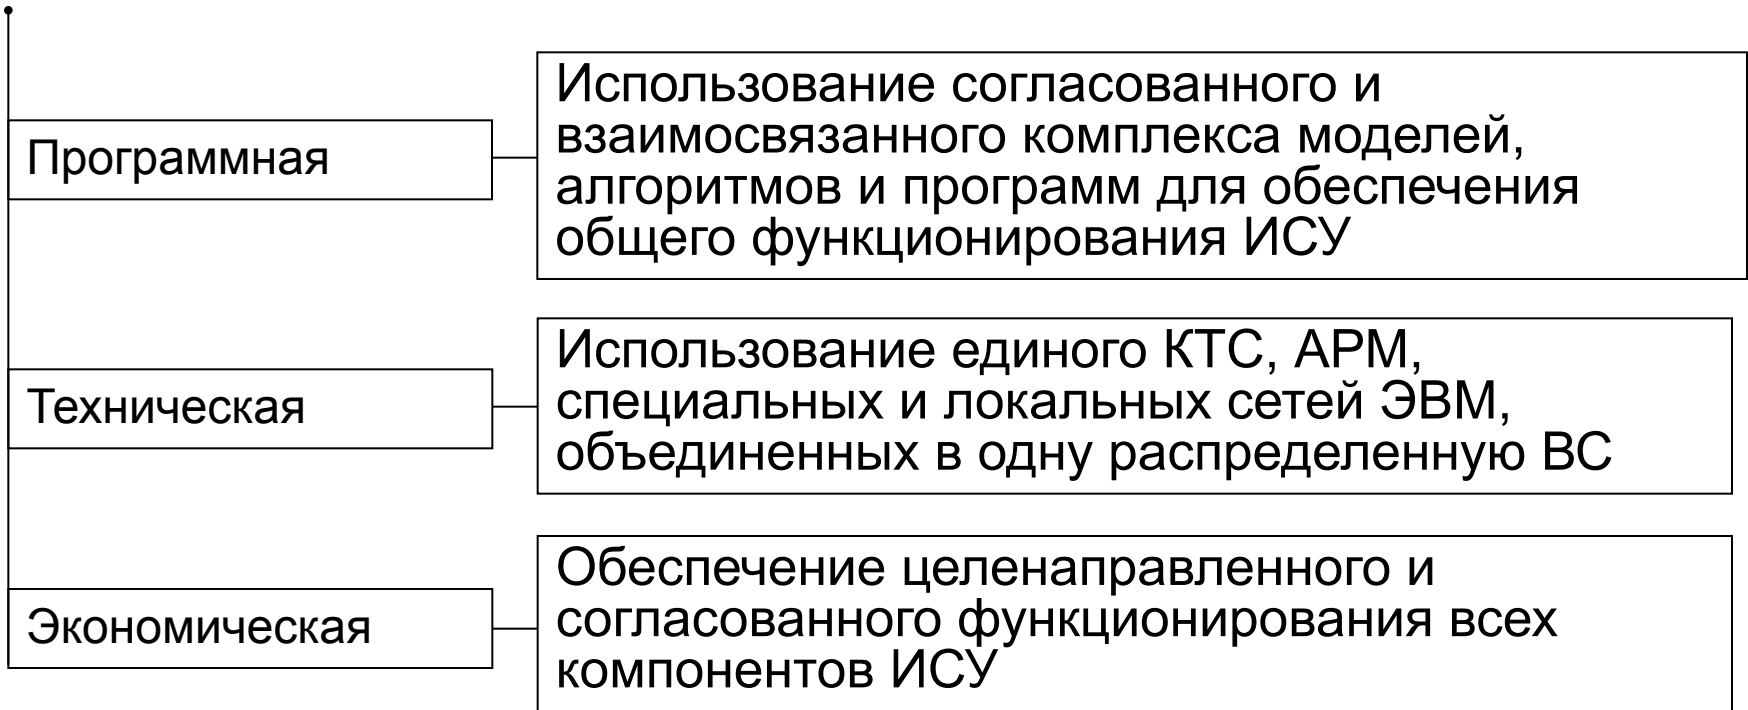 Программная
Использование согласованного и
взаимосвязанного комплекса моделей,
алгоритмов и программ для обеспечения
общего функционирования ИСУ
Техническая
Использование единого КТС, АРМ,
специальных и локальных сетей ЭВМ,
объединенных в одну распределенную ВС
Экономическая
Обеспечение целенаправленного и
согласованного функционирования всех
компонентов ИСУ